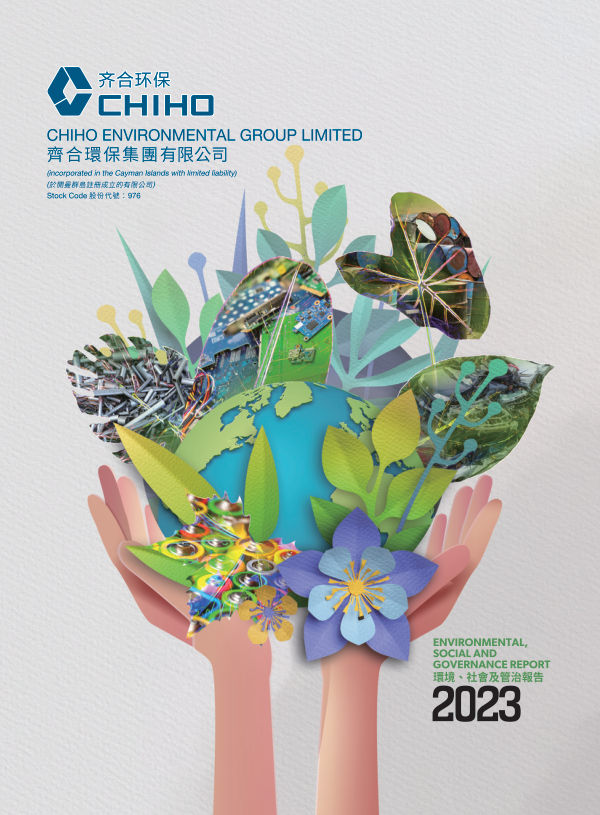 齐合环保
CHIHO
CHIHO ENVIRONMENTAL GROUP LIMITED
齊合環保集團有限公司
(incorporated in the Cayman Islands with limited liability)
(於開曼群島註冊成立的有限公司)
Stock Code 股份代號：976
ENVIRONMENTAL,
SOCIAL AND
GOVERNANCE REPORT
環境、社會及管治報告
2023